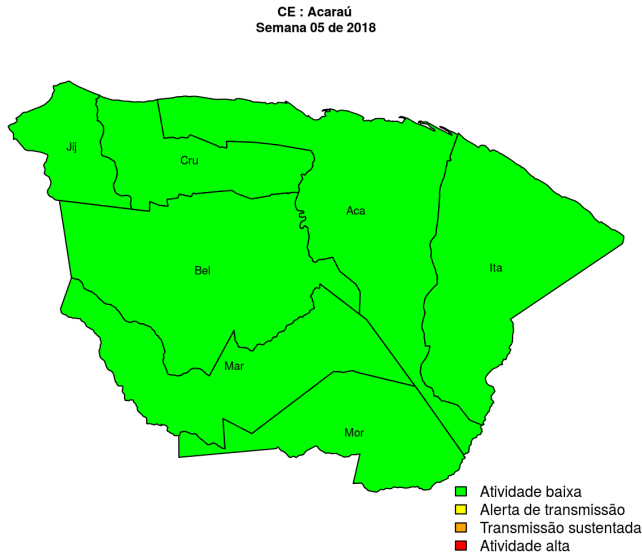 CE : Acaraú
Semana 05 de 2018
Jij
Cru
Aca
Bel
Ita
Mar
Mor
Atividade baixa
Alerta de transmissão
Transmissão sustentada
Atividade alta